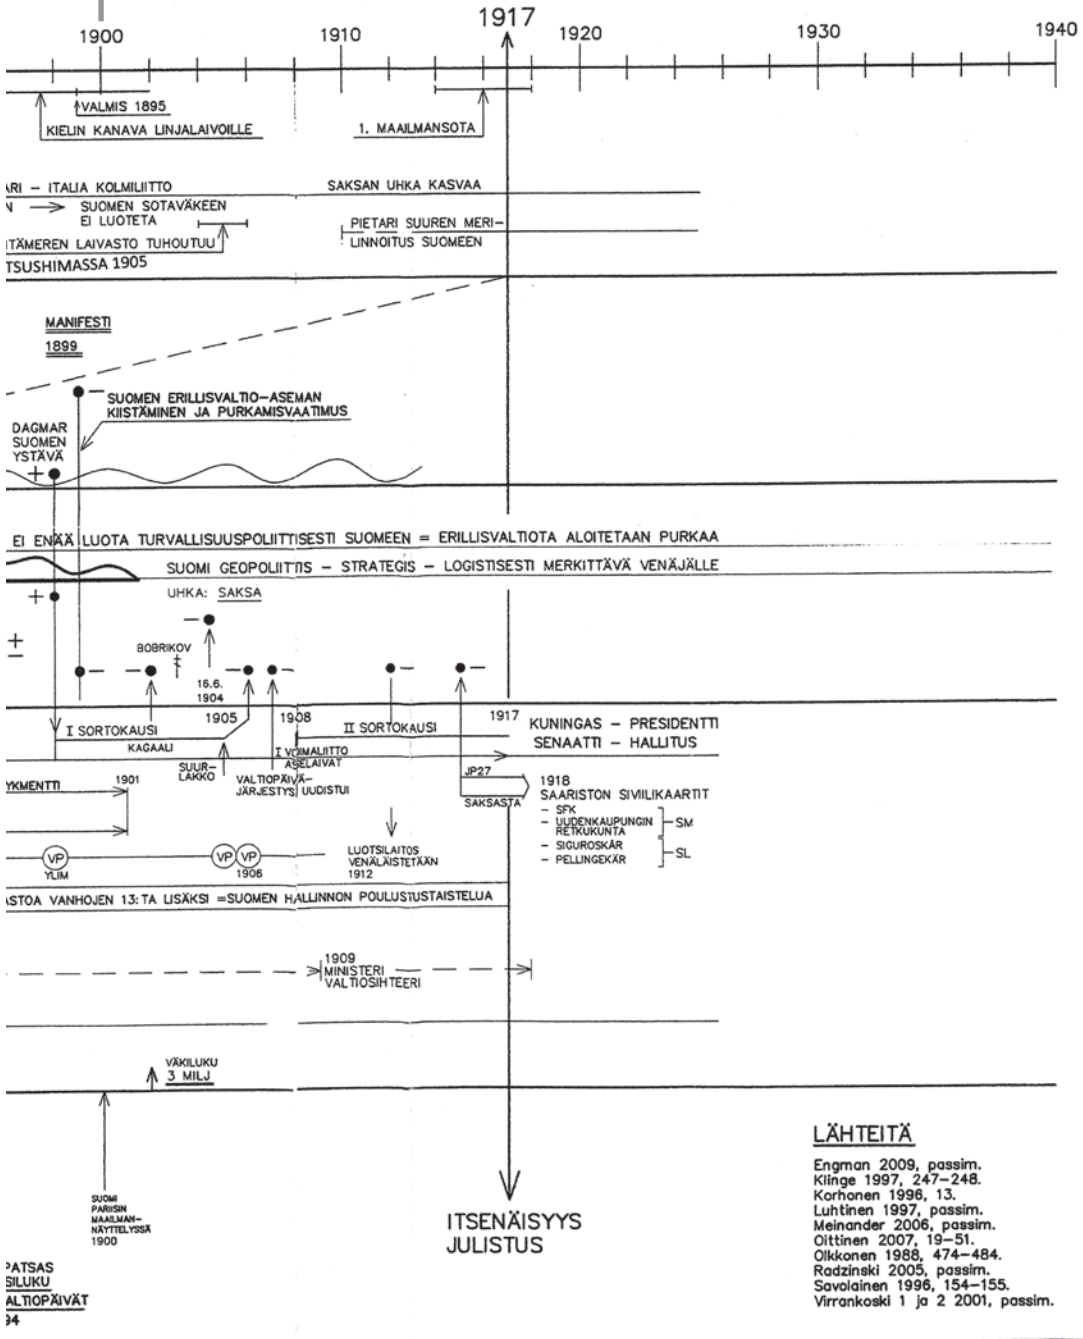 1917
1900
1910
1920
1930
1940
VALMIS 1895
KIELIN KANAVA LINJALAIVOILLE
1. MAAILMANSOTA
ARI – ITALIA KOLMILIITTO
SAKSAN UHKA KASVAA
N → SUOMEN SOTAVÄKEEN
EI LUOTETA
PIETARI SUUREN MERI–
LINNOITUS SUOMEEN
ITÄMEREN LAIVASTO TUHOUTUU
TSUSHIMASSA 1905
MANIFESTI
1899
SUOMEN ERILLISVALTIO–ASEMAN
KIISTÄMINEN JA PURKAMISVAATIMUS
DAGMAR
SUOMEN
YSTÄVÄ
+
EI ENÄÄ LUOTA TURVALLISUUSPOLIITTISESTI SUOMEEN = ERILLISVALTIOTA ALOITETAAN PURKAA
SUOMI GEOPOLIITTIS – STRATEGIS – LOGISTISESTI MERKITTÄVÄ VENÄJÄLLE
UHKA: SAKSA
+
±
BOBRIKOV
16.6.
1904
1905
1908
1917
I SORTOKAUSI
II SORTOKAUSI
KUNINGAS – PRESIDENTTI
SENAATTI – HALLITUS
KAGAALI
SUUR–
LAKKO
I VOIMALIITTO
ASELAIVAT
VALTIOPÄIVÄ–
JÄRJESTYS UUDISTUI
YKMENTTI
1901
JP27
SAKSASTA
1918
SAARISTON SIVIILIKAARTIT
– SFK
– UUDENKAUPUNGIN
RETKUKUNTA
SM
– SIGUROSKÄR
– PELLINGEKÄR
SL
VP
YLIM
VP
VP
1906
LUOTSILAITOS
VENÄLÄISTETÄÄN
1912
ASTOA VANHOJEN 13:TA LISÄKSI =SUOMEN HALLINNON POULUSTUSTAISTELUA
1909
MINISTERI
VALTIOSIHTEERI
VÄKILUKU
3 MILJ
SUOMI
PARIISIN
MAAILMAN–
NÄYTTELYSSÄ
1900
ITSENÄISYYS
JULISTUS
PATSAS
SILUKU
ALTIOPÄIVÄT
94
LÄHTEITÄ
Engman 2009, passim.
Klinge 1997, 247–248.
Korhonen 1996, 13.
Luhtinen 1997, passim.
Meinander 2006, passim.
Oittinen 2007, 19–51.
Olkkonen 1988, 474–484.
Radzinski 2005, passim.
Savolainen 1996, 154–155.
Virrankoski 1 ja 2 2001, passim.